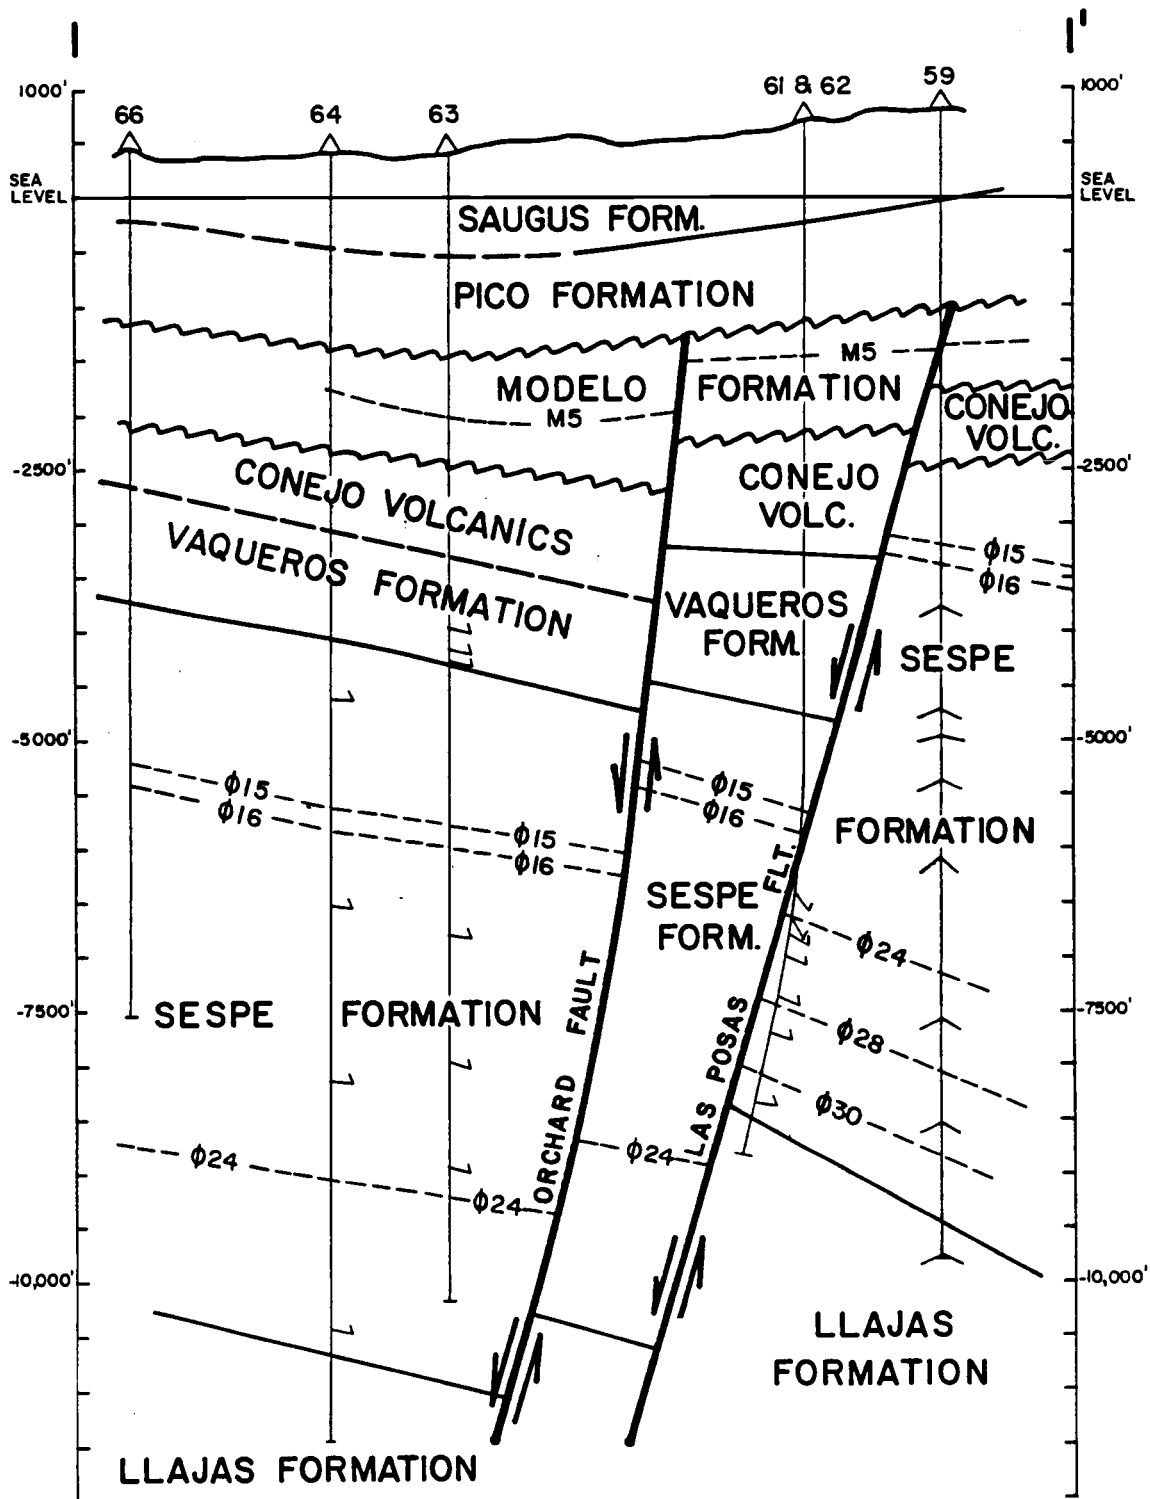 I
I'
1000'
66
64
63
61 & 62
59
1000'
SEA
LEVEL
SEA
LEVEL
SAUGUS FORM.
PICO FORMATION
MODELO
FORMATION
M5
M5
CONEJO
VOLC.
-2500'
-2500'
CONEJO VOLCANICS
CONEJO
VOLC.
VAQUEROS FORMATION
VAQUEROS
FORM.
ϕ15
ϕ16
SESPE
-5000'
-5000'
ϕ15
ϕ16
ϕ15
ϕ16
ϕ15
ϕ16
FORMATION
SESPE
FORM.
LAS POSAS FLT.
ϕ24
ORCHARD FAULT
-7500'
-7500'
SESPE FORMATION
ϕ28
ϕ30
ϕ24
ϕ24
ϕ24
-10,000'
-10,000'
LLAJAS
FORMATION
LLAJAS FORMATION